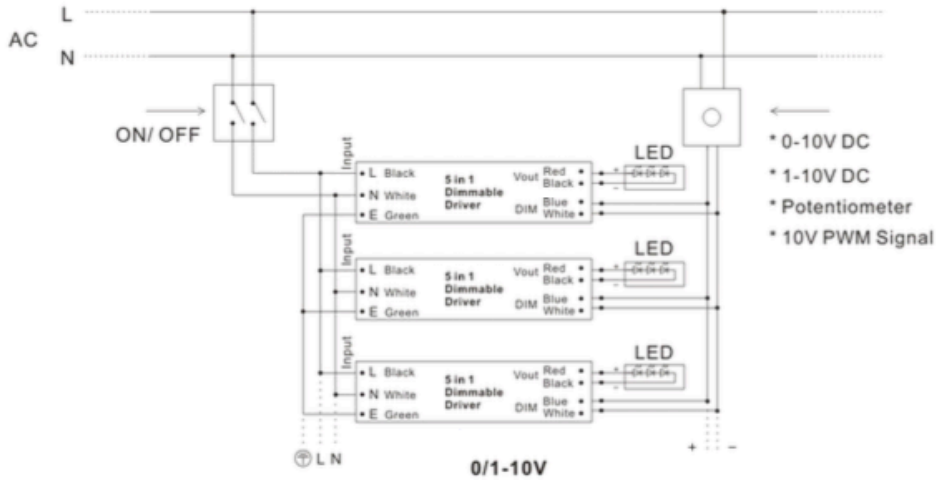 L
AC
N
ON/ OFF
* 0-10V DC
* 1-10V DC
* Potentiometer
* 10V PWM Signal
Input
L Black
N White
E Green
5 in 1
Dimmable
Driver
Vout Red
Black
DIM Blue
White
LED
+
-
Input
L Black
N White
E Green
5 in 1
Dimmable
Driver
Vout Red
Black
DIM Blue
White
LED
+
-
Input
L Black
N White
E Green
5 in 1
Dimmable
Driver
Vout Red
Black
DIM Blue
White
LED
+
-
L N
+ -
0/1-10V